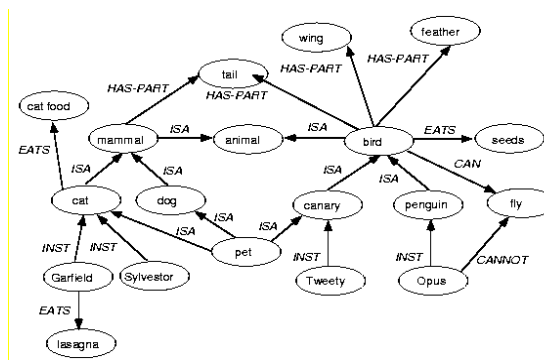 wing
feather
HAS-PART
tail
HAS-PART
HAS-PART
HAS-PART
cat food
mammal
ISA
animal
ISA
bird
EATS
seeds
EATS
ISA
ISA
ISA
ISA
CAN
cat
dog
ISA
ISA
canary
penguin
fly
ISA
pet
INST
INST
INST
INST
CANNOT
Garfield
Sylvestor
Tweety
Opus
EATS
lasagna